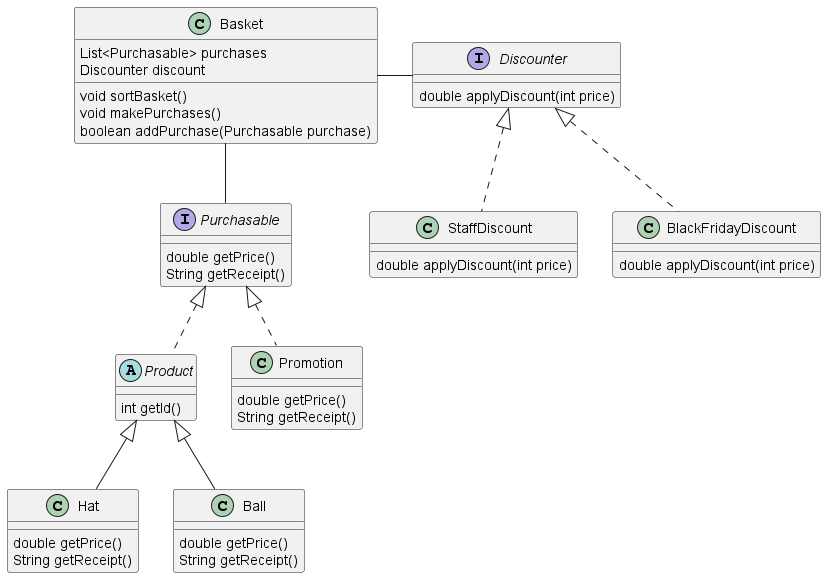 C Basket
List<Purchasable> purchases
Discounter discount
void sortBasket()
void makePurchases()
boolean addPurchase(Purchasable purchase)
I Discounter
double applyDiscount(int price)
I Purchasable
double getPrice()
String getReceipt()
C StaffDiscount
double applyDiscount(int price)
C BlackFridayDiscount
double applyDiscount(int price)
A Product
int getId()
C Promotion
double getPrice()
String getReceipt()
C Hat
double getPrice()
String getReceipt()
C Ball
double getPrice()
String getReceipt()